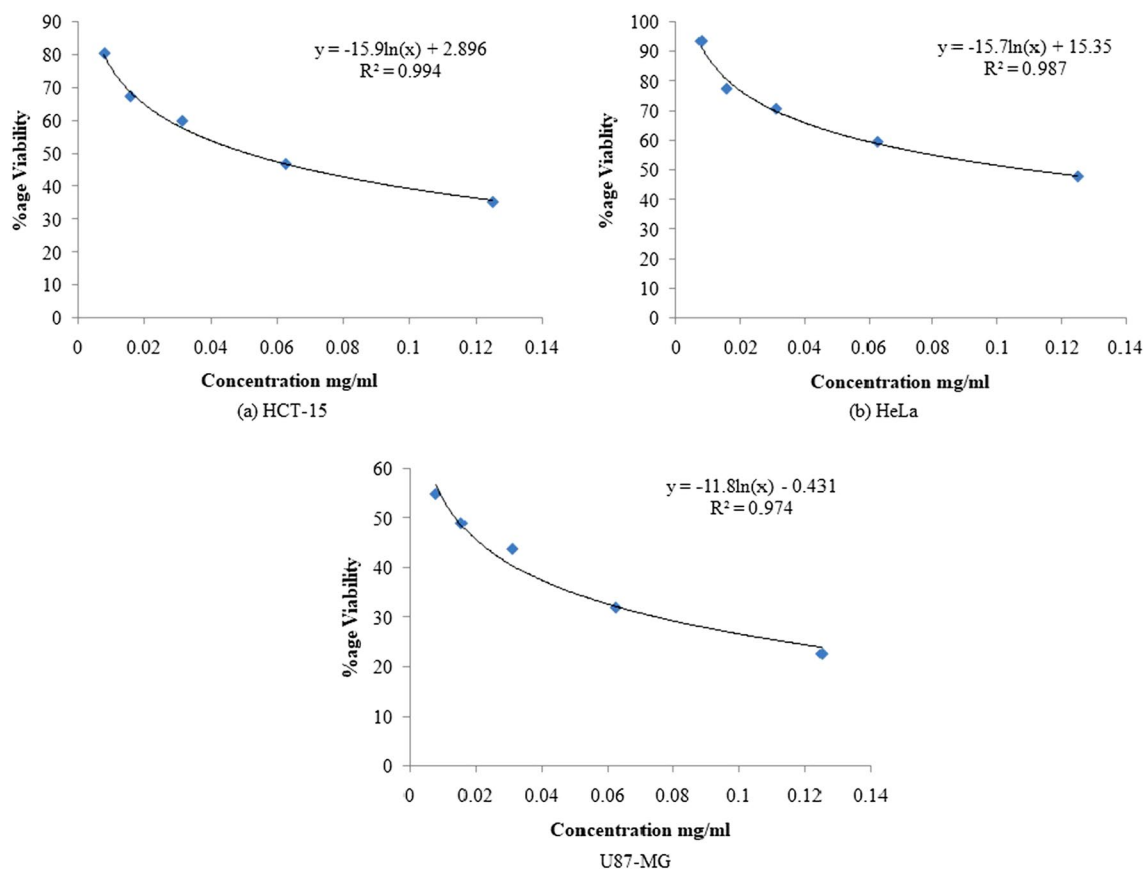 90
80
70
60
50
40
30
20
10
0
%age Viability
y = -15.9ln(x) + 2.896
R² = 0.994
0 0.02 0.04 0.06 0.08 0.1 0.12 0.14
Concentration mg/ml
(a) HCT-15
100
90
80
70
60
50
40
30
20
10
0
%age Viablity
y = -15.7ln(x) + 15.35
R² = 0.987
0 0.02 0.04 0.06 0.08 0.1 0.12 0.14
Concentration mg/ml
(b) HeLa
60
50
40
30
20
10
0
%age Viability
y = -11.8ln(x) - 0.431
R² = 0.974
0 0.02 0.04 0.06 0.08 0.1 0.12 0.14
Concentration mg/ml
U87-MG